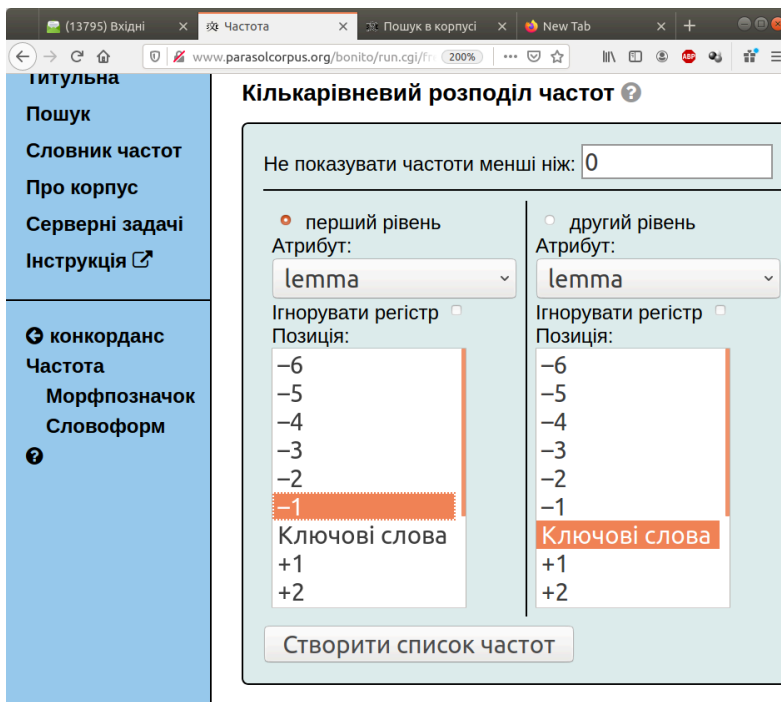 (13795) Вхідні
Частота
Пошук в корпусі
New Tab
www.parasolcorpus.org/bonito/run.cgi/fr 200%
Титульна
Пошук
Словник частот
Про корпус
Серверні задачі
Інструкція
конкорданс
Частота
Морфпозначок
Словоформ
Кількарівневий розподіл частот
Не показувати частоти менші ніж: 0
перший рівень
Атрибут:
lemma
Ігнорувати регістр
Позиція:
–6
–5
–4
–3
–2
–1
Ключові слова
+1
+2
другий рівень
Атрибут:
lemma
Ігнорувати регістр
Позиція:
–6
–5
–4
–3
–2
–1
Ключові слова
+1
+2
Створити список частот